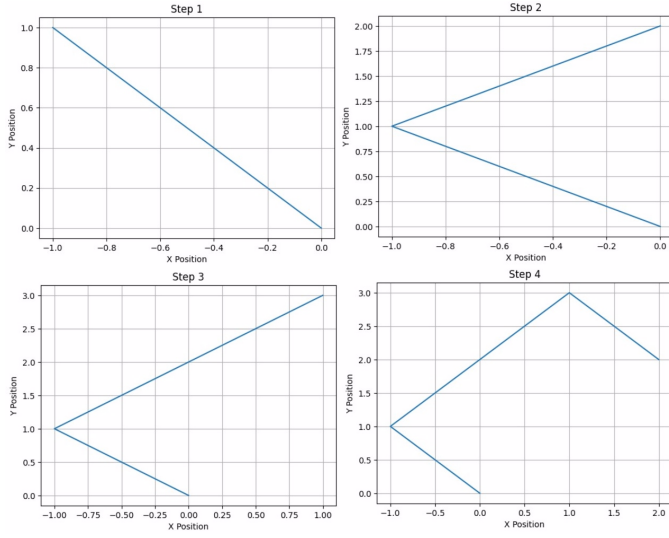 Step 1
1.0
0.8
0.6
0.4
0.2
0.0
Y Position
−1.0 −0.8 −0.6 −0.4 −0.2 0.0
X Position
Step 2
2.00
1.75
1.50
1.25
1.00
0.75
0.50
0.25
0.00
Y Position
−1.0 −0.8 −0.6 −0.4 −0.2 0.0
X Position
Step 3
3.0
2.5
2.0
1.5
1.0
0.5
0.0
Y Position
−1.00 −0.75 −0.50 −0.25 0.00 0.25 0.50 0.75 1.00
X Position
Step 4
3.0
2.5
2.0
1.5
1.0
0.5
0.0
Y Position
−1.0 −0.5 0.0 0.5 1.0 1.5 2.0
X Position